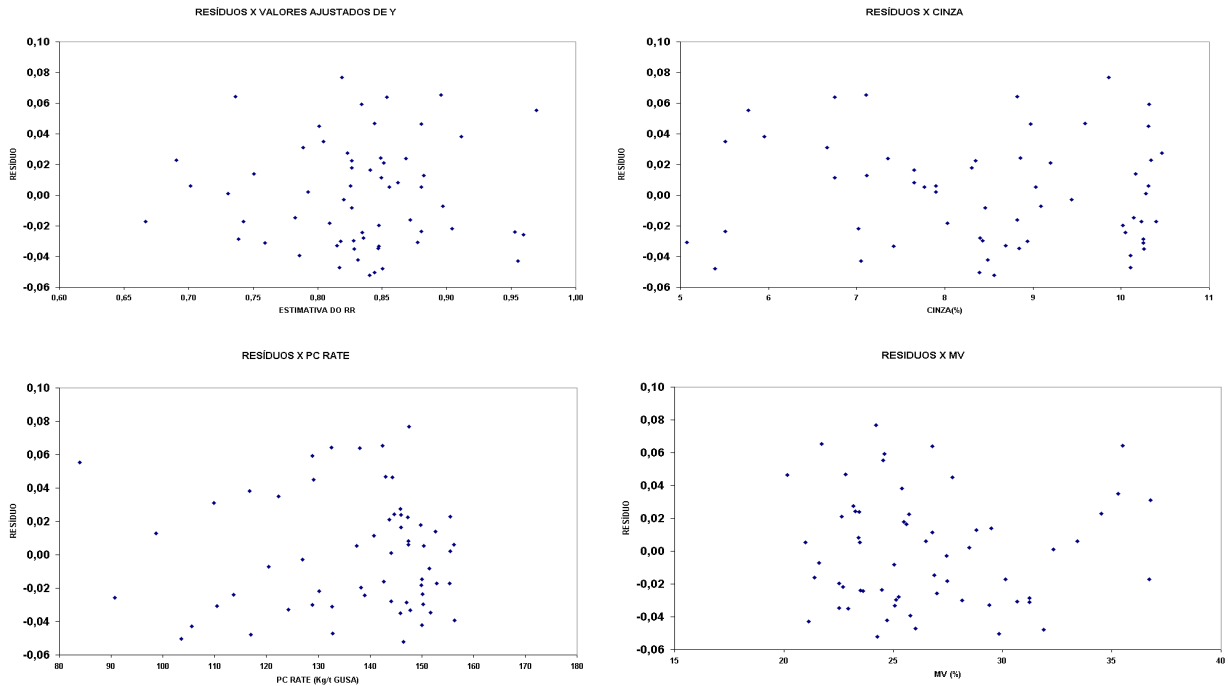 RESÍDUOS X VALORES AJUSTADOS DE Y
0,10
0,08
0,06
0,04
0,02
0,00
-0,02
-0,04
-0,06
RESÍDUO
0,60 0,65 0,70 0,75 0,80 0,85 0,90 0,95 1,00
ESTIMATIVA DO RR
RESÍDUOS X CINZA
0,10
0,08
0,06
0,04
0,02
0,00
-0,02
-0,04
-0,06
RESÍDUO
5 6 7 8 9 10 11
CINZA(%)
RESÍDUOS X PC RATE
0,10
0,08
0,06
0,04
0,02
0,00
-0,02
-0,04
-0,06
RESÍDUO
80 90 100 110 120 130 140 150 160 170 180
PC RATE (Kg/t GUSA)
RESIDUOS X MV
0,10
0,08
0,06
0,04
0,02
0,00
-0,02
-0,04
-0,06
RESÍDUO
15 20 25 30 35 40
MV (%)